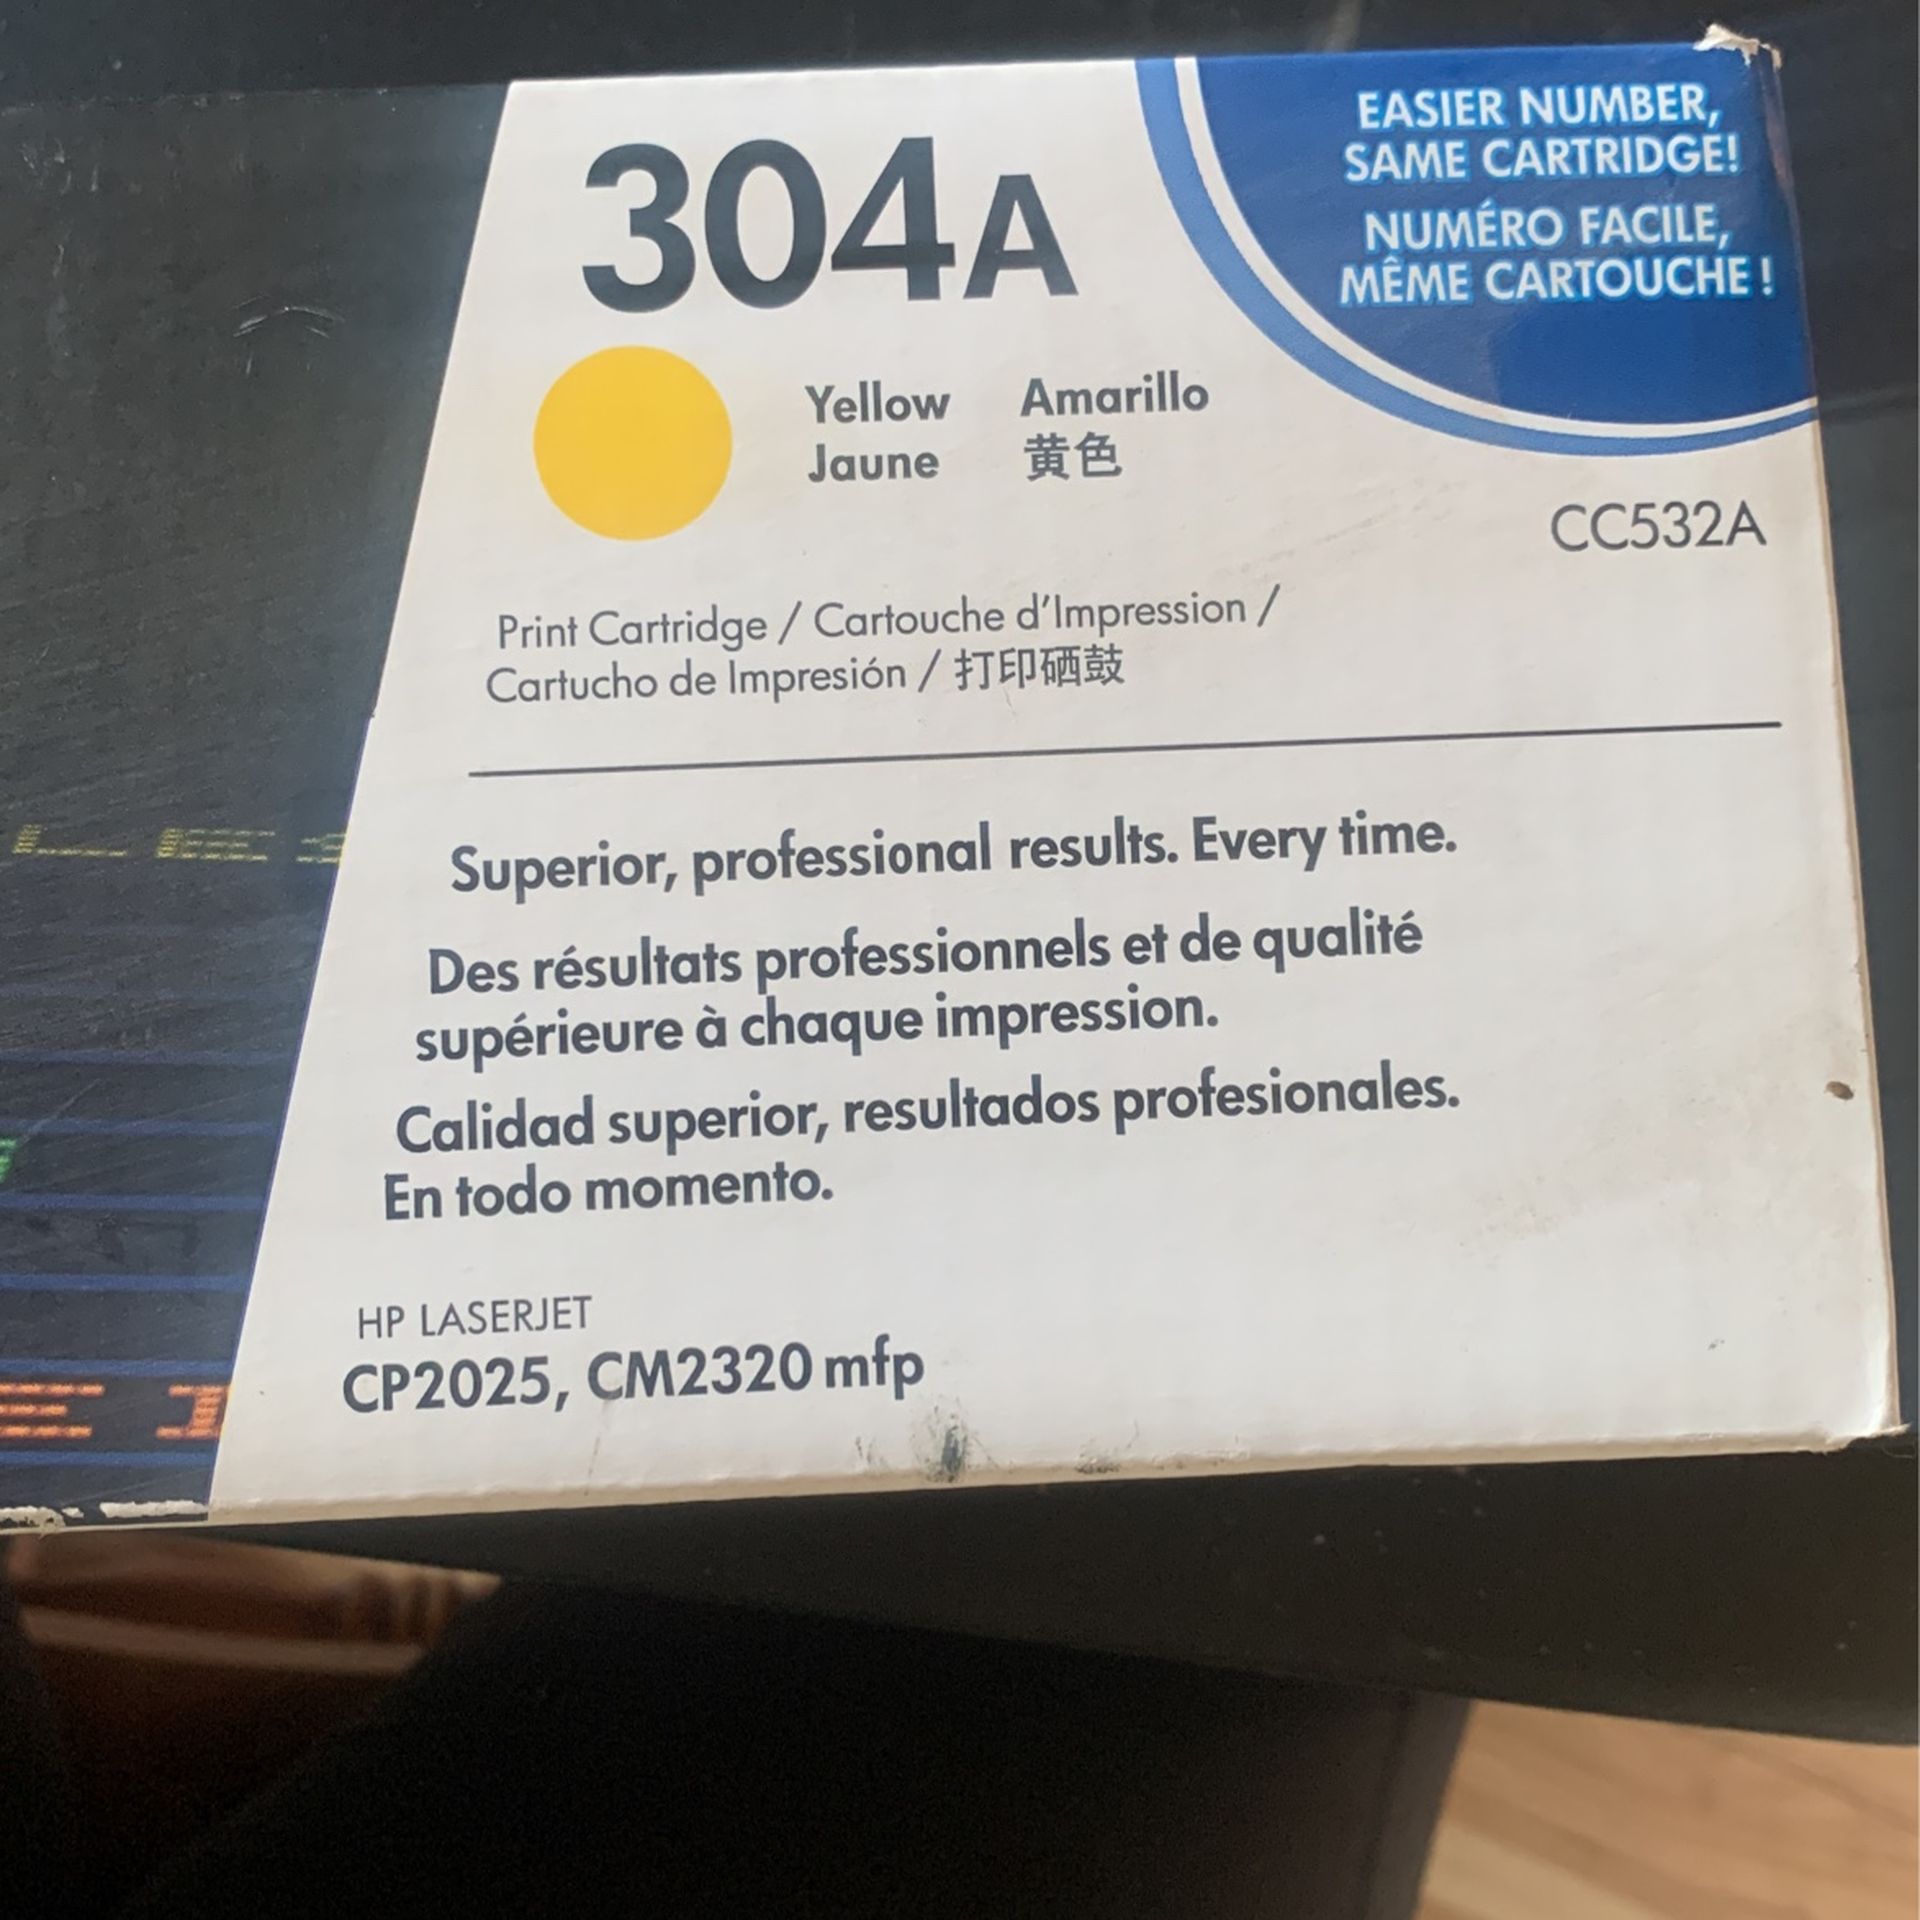 304A
EASIER NUMBER,
SAME CARTRIDGE!
NUMÉRO FACILE,
MÊME CARTOUCHE !
Yellow Amarillo
Jaune 黄色
CC532A
Print Cartridge / Cartouche d'Impression /
Cartucho de Impresión / 打印硒鼓
Superior, professional results. Every time.
Des résultats professionnels et de qualité
supérieure à chaque impression.
Calidad superior, resultados profesionales.
En todo momento.
HP LASERJET
CP2025, CM2320 mfp